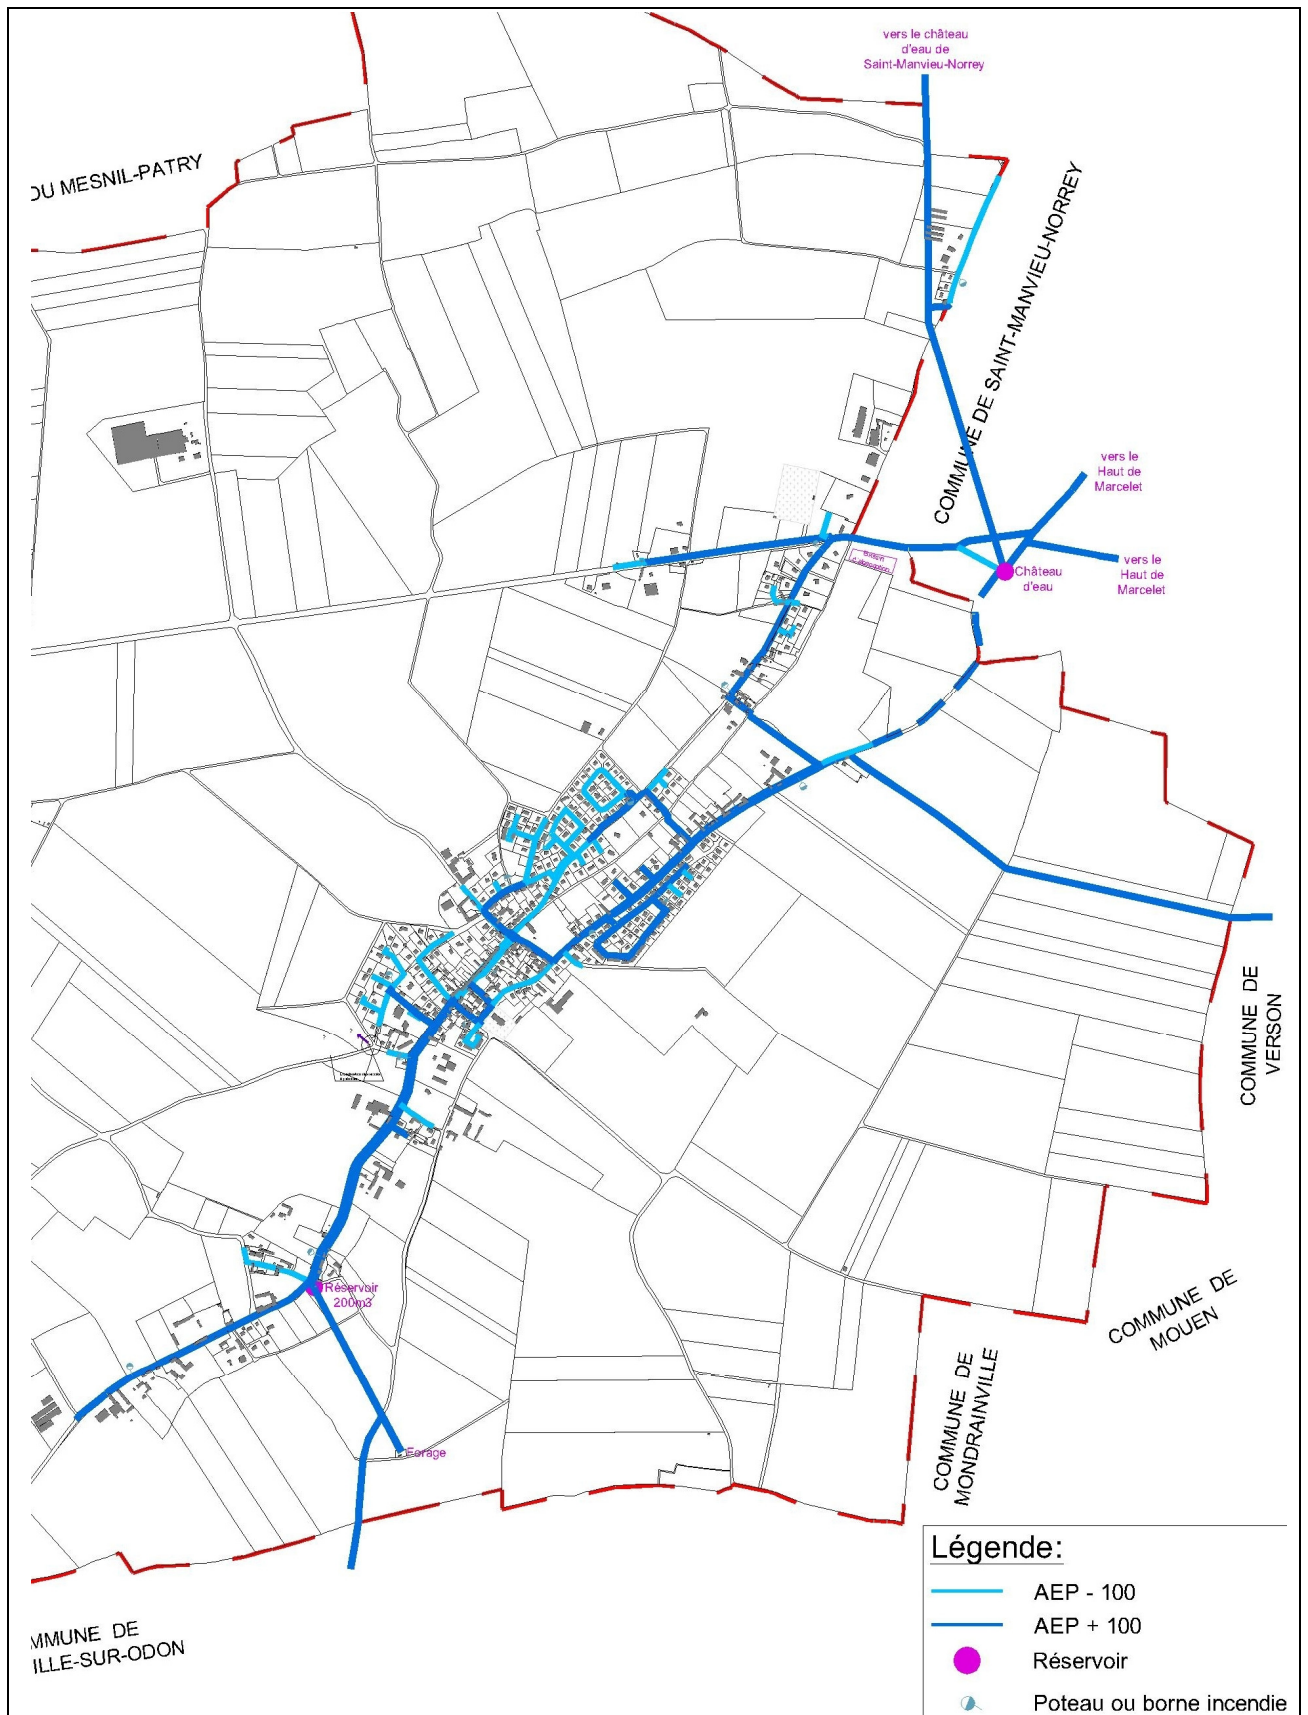 vers le château
d'eau de
Saint-Manvieu-Norrey
DU MESNIL-PATRY
COMMUNE DE SAINT-MANVIEU-NORREY
vers le
Haut de
Marcelet
vers le
Haut de
Marcelet
Château
d'eau
Bassin
Réservoir
200m3
Forage
COMMUNE DE
VERSON
COMMUNE DE
MOUEN
COMMUNE DE
MONDRAINVILLE
MMUNE DE
ILLE-SUR-ODON
Légende:
AEP - 100
AEP + 100
Réservoir
Poteau ou borne incendie